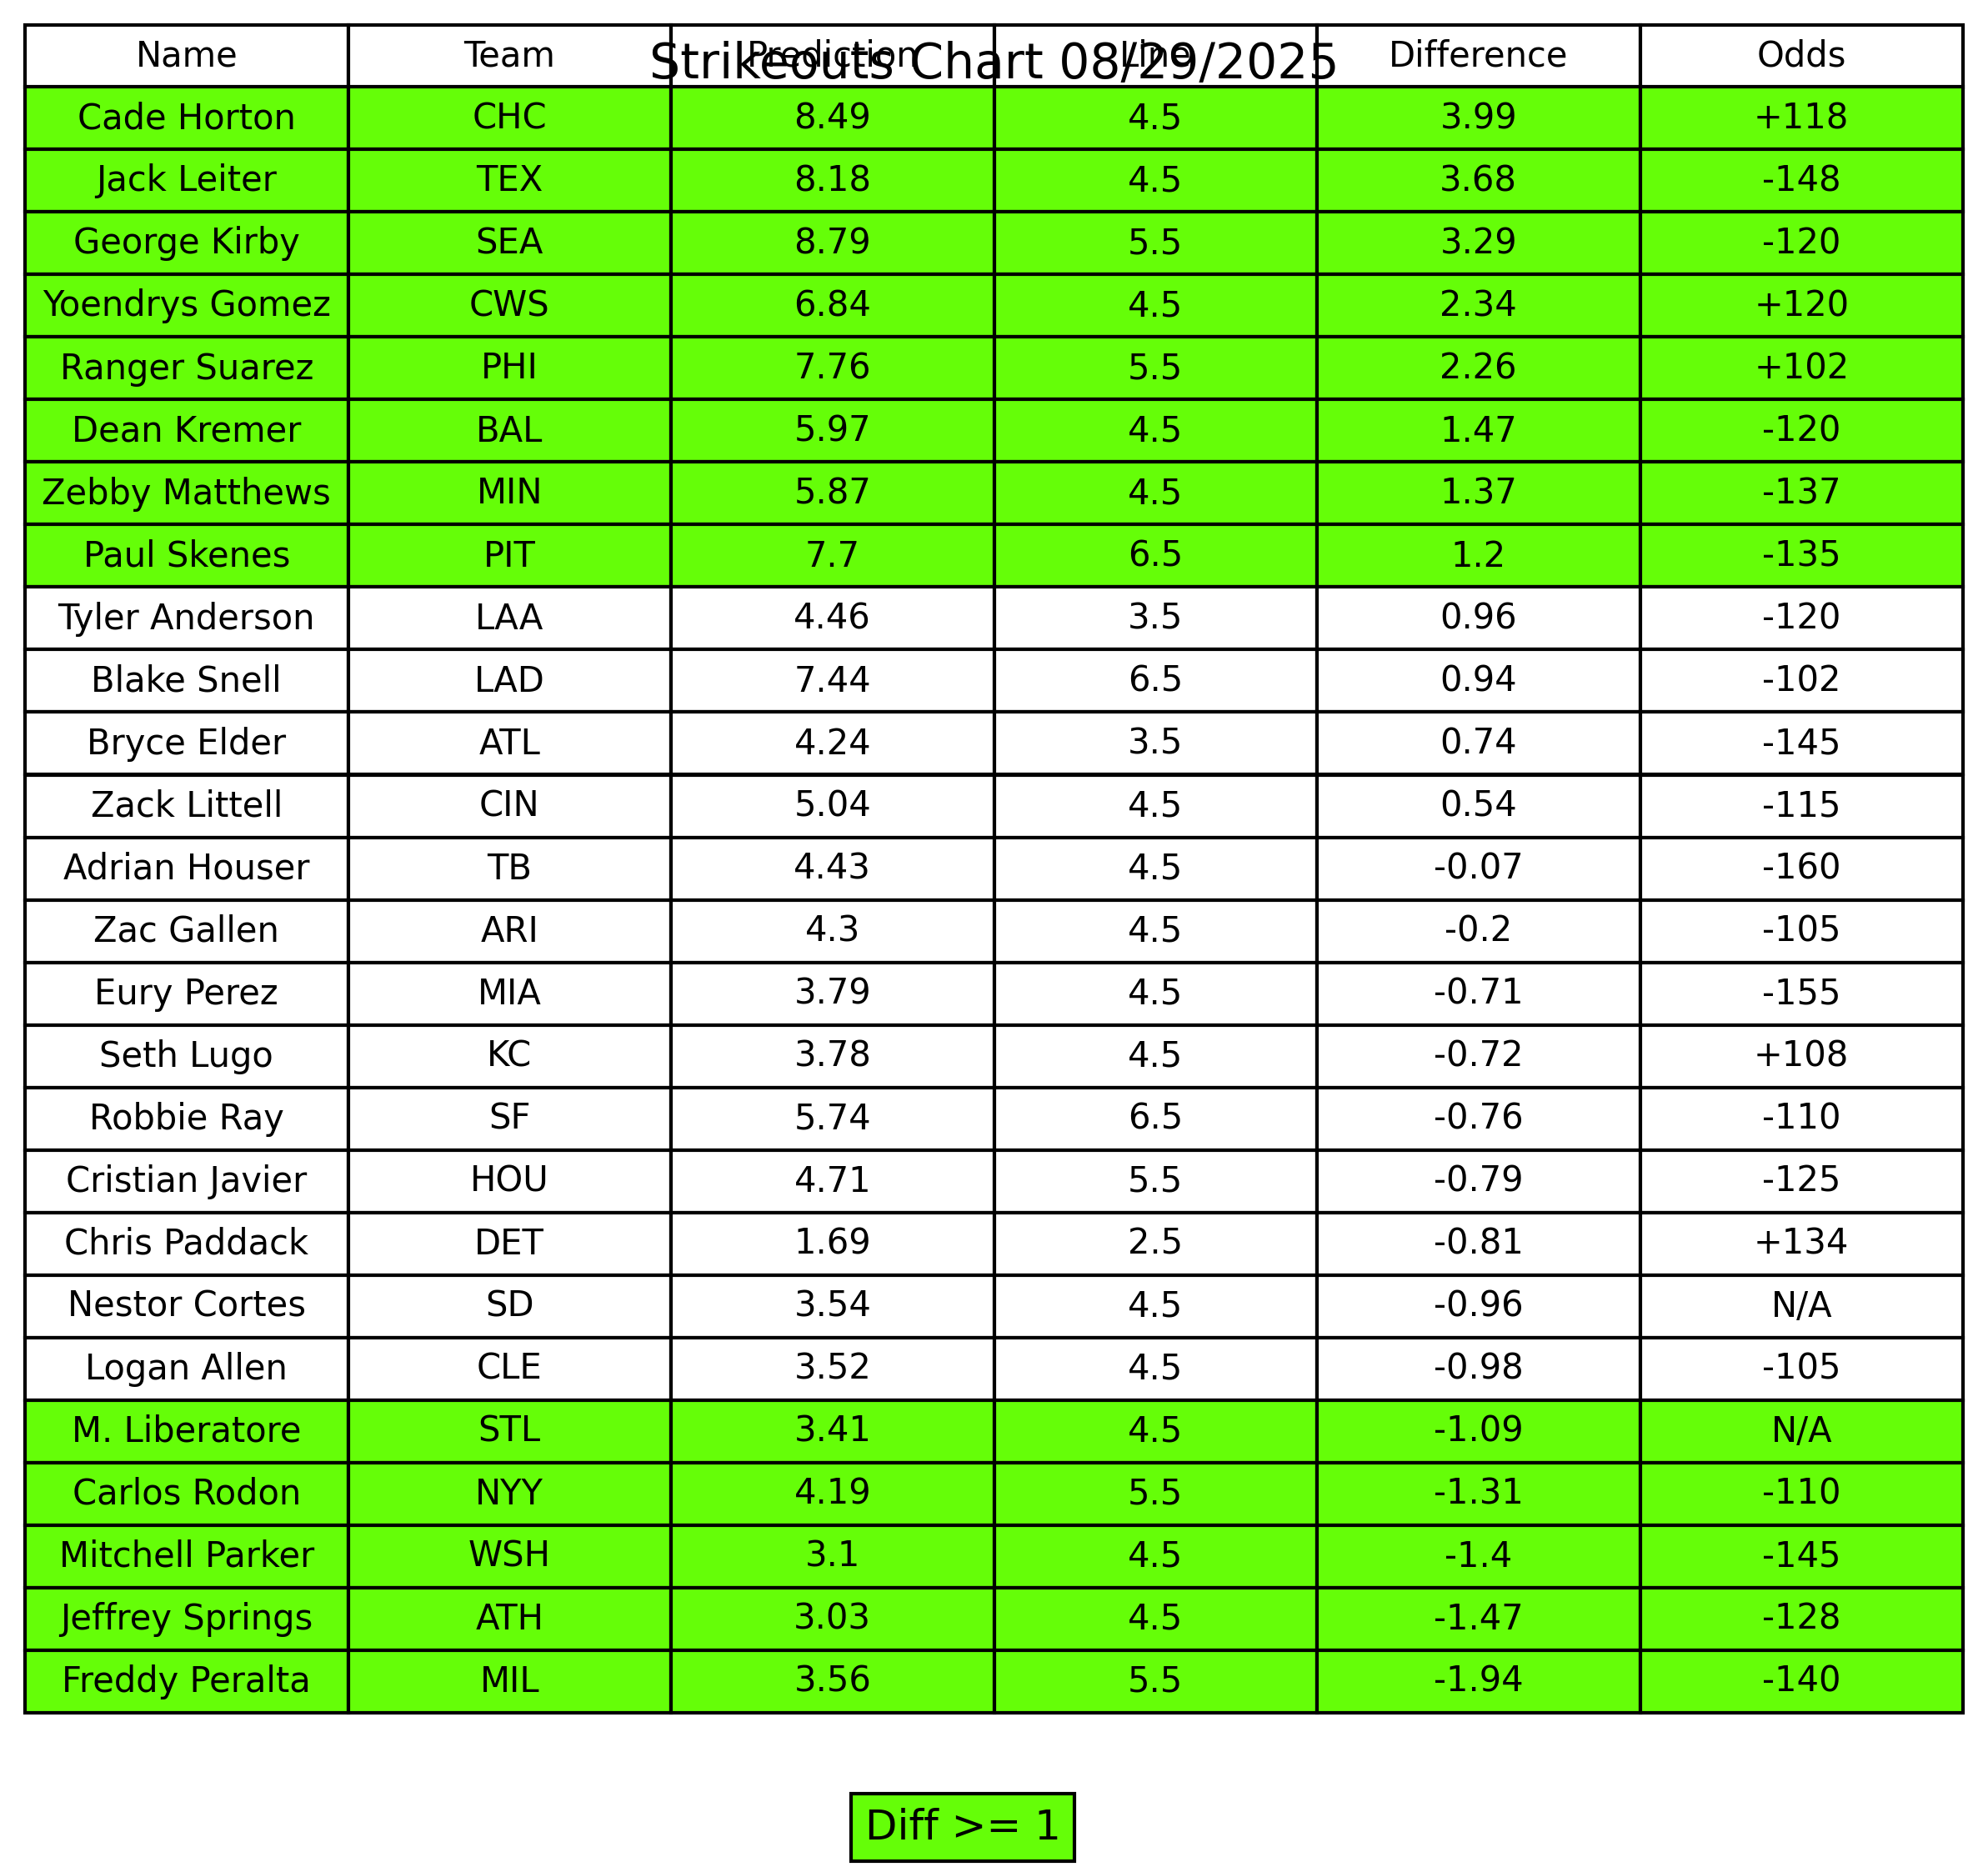 Strikeouts Chart 08/29/2025
Name Team Prediction Line Difference Odds
Cade Horton CHC 8.49 4.5 3.99 +118
Jack Leiter TEX 8.18 4.5 3.68 -148
George Kirby SEA 8.79 5.5 3.29 -120
Yoendrys Gomez CWS 6.84 4.5 2.34 +120
Ranger Suarez PHI 7.76 5.5 2.26 +102
Dean Kremer BAL 5.97 4.5 1.47 -120
Zebby Matthews MIN 5.87 4.5 1.37 -137
Paul Skenes PIT 7.7 6.5 1.2 -135
Tyler Anderson LAA 4.46 3.5 0.96 -120
Blake Snell LAD 7.44 6.5 0.94 -102
Bryce Elder ATL 4.24 3.5 0.74 -145
Zack Littell CIN 5.04 4.5 0.54 -115
Adrian Houser TB 4.43 4.5 -0.07 -160
Zac Gallen ARI 4.3 4.5 -0.2 -105
Eury Perez MIA 3.79 4.5 -0.71 -155
Seth Lugo KC 3.78 4.5 -0.72 +108
Robbie Ray SF 5.74 6.5 -0.76 -110
Cristian Javier HOU 4.71 5.5 -0.79 -125
Chris Paddack DET 1.69 2.5 -0.81 +134
Nestor Cortes SD 3.54 4.5 -0.96 N/A
Logan Allen CLE 3.52 4.5 -0.98 -105
M. Liberatore STL 3.41 4.5 -1.09 N/A
Carlos Rodon NYY 4.19 5.5 -1.31 -110
Mitchell Parker WSH 3.1 4.5 -1.4 -145
Jeffrey Springs ATH 3.03 4.5 -1.47 -128
Freddy Peralta MIL 3.56 5.5 -1.94 -140
Diff >= 1